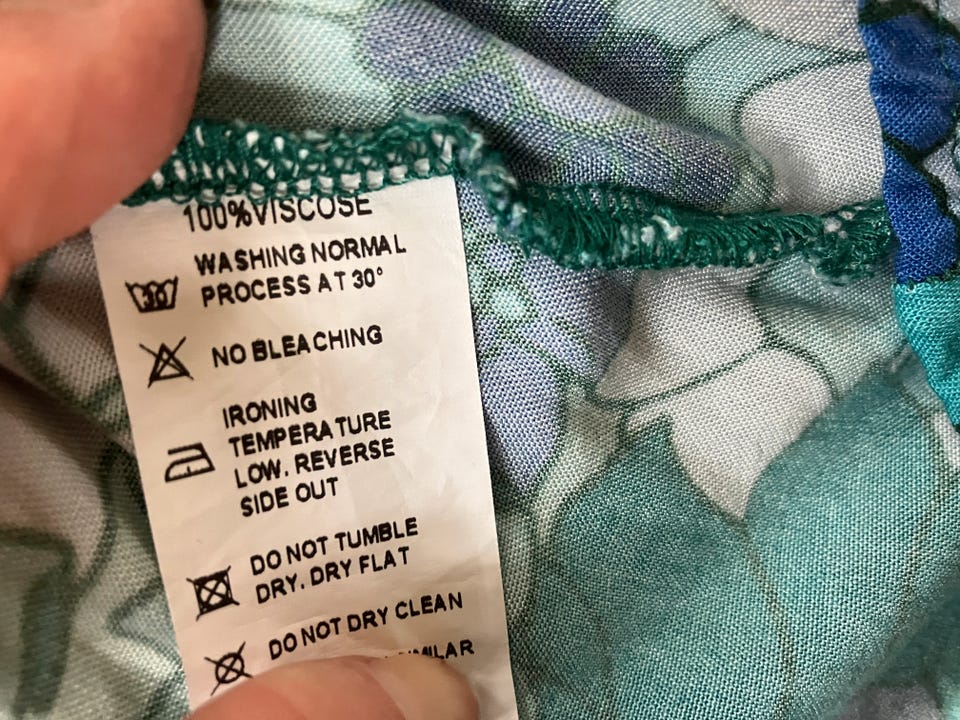 100%VISCOSE
WASHING NORMAL
PROCESS AT 30°
30
NO BLEACHING
IRONING
TEMPERATURE
LOW. REVERSE
SIDE OUT
DO NOT TUMBLE
DRY. DRY FLAT
DO NOT DRY CLEAN